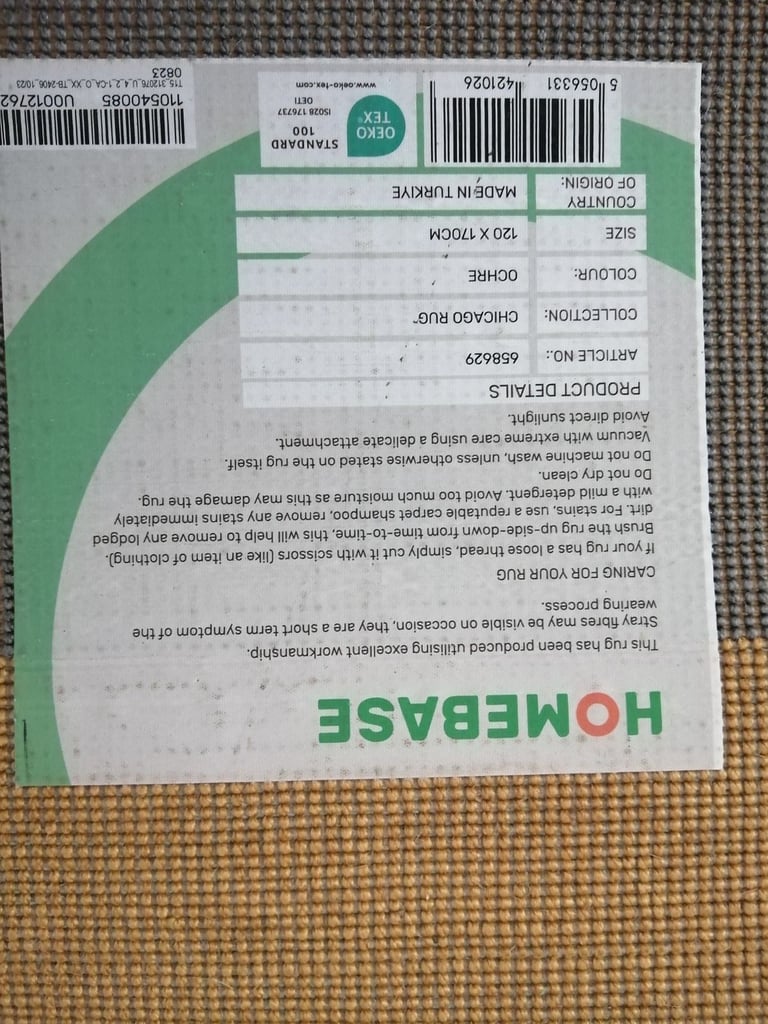 HOMEBASE
This rug has been produced utilising excellent workmanship.
Stray fibres may be visible on occasion, they are a short term symptom of the
wearing process.
CARING FOR YOUR RUG
If your rug has a loose thread, simply cut it with scissors (like an item of clothing).
Brush the rug up-side-down from time-to-time, this will help to remove any lodged
dirt. For stains, use a reputable carpet shampoo, remove any stains immediately
with a mild detergent. Avoid too much moisture as this may damage the rug.
Do not dry clean.
Do not machine wash, unless otherwise stated on the rug itself.
Vacuum with extreme care using a delicate attachment.
Avoid direct sunlight.
PRODUCT DETAILS
ARTICLE NO.: 658629
COLLECTION: CHICAGO RUG
COLOUR: OCHRE
SIZE 120 X 170CM
COUNTRY
OF ORIGIN: MADE IN TURKIYE
5 056331 421026
OEKO
TEX®
STANDARD
100
IS028 176737
OETI
www.oeko-tex.com
110540085 U0012762
T15_312076_U_4_2_1-CA_O_XX_TB-2406_10/23
0823